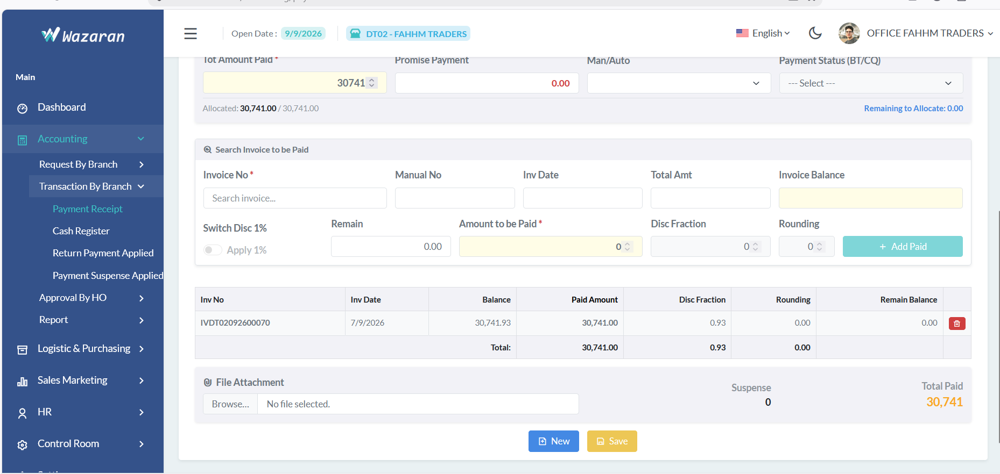 Wazaran
Open Date : 9/9/2026 DT02 - FAHHM TRADERS English OFFICE FAHHM TRADERS
Main
Dashboard
Accounting
Request By Branch
Transaction By Branch
Payment Receipt
Cash Register
Return Payment Applied
Payment Suspense Applied
Approval By HO
Report
Logistic & Purchasing
Sales Marketing
HR
Control Room
Tot Amount Paid * Promise Payment Man/Auto Payment Status (BT/CQ)
30741 0.00 --- Select ---
Allocated: 30,741.00 / 30,741.00 Remaining to Allocate: 0.00
Search Invoice to be Paid
Invoice No * Manual No Inv Date Total Amt Invoice Balance
Search invoice...
Switch Disc 1% Remain Amount to be Paid * Disc Fraction Rounding
Apply 1% 0.00 0 0 0 + Add Paid
Inv No Inv Date Balance Paid Amount Disc Fraction Rounding Remain Balance
IVDT02092600070 7/9/2026 30,741.93 30,741.00 0.93 0.00 0.00
Total: 30,741.00 0.93 0.00
File Attachment Suspense Total Paid
Browse... No file selected. 0 30,741
New Save